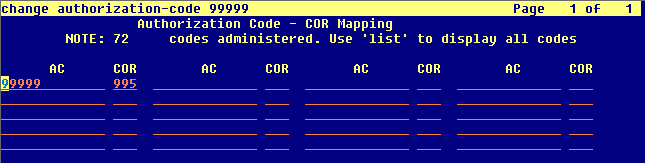 change authorization-code 99999 Page 1 of 1
Authorization Code - COR Mapping
NOTE: 72 codes administered. Use 'list' to display all codes
AC COR AC COR AC COR AC COR
99999 995